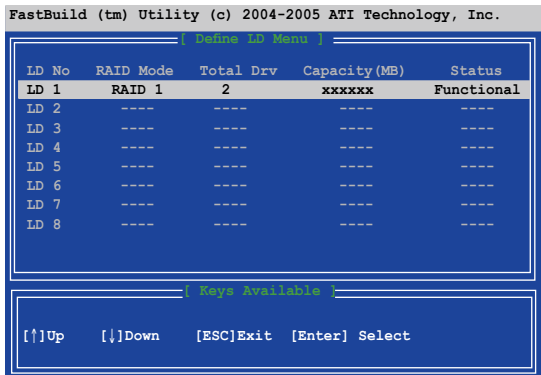 FastBuild (tm) Utility (c) 2004-2005 ATI Technology, Inc.
[ Define LD Menu ]
LD No RAID Mode Total Drv Capacity(MB) Status
LD 1 RAID 1 2 xxxxxx Functional
LD 2 ---- ---- ---- ----
LD 3 ---- ---- ---- ----
LD 4 ---- ---- ---- ----
LD 5 ---- ---- ---- ----
LD 6 ---- ---- ---- ----
LD 7 ---- ---- ---- ----
LD 8 ---- ---- ---- ----
[ Keys Available ]
[↑]Up [↓]Down [ESC]Exit [Enter] Select